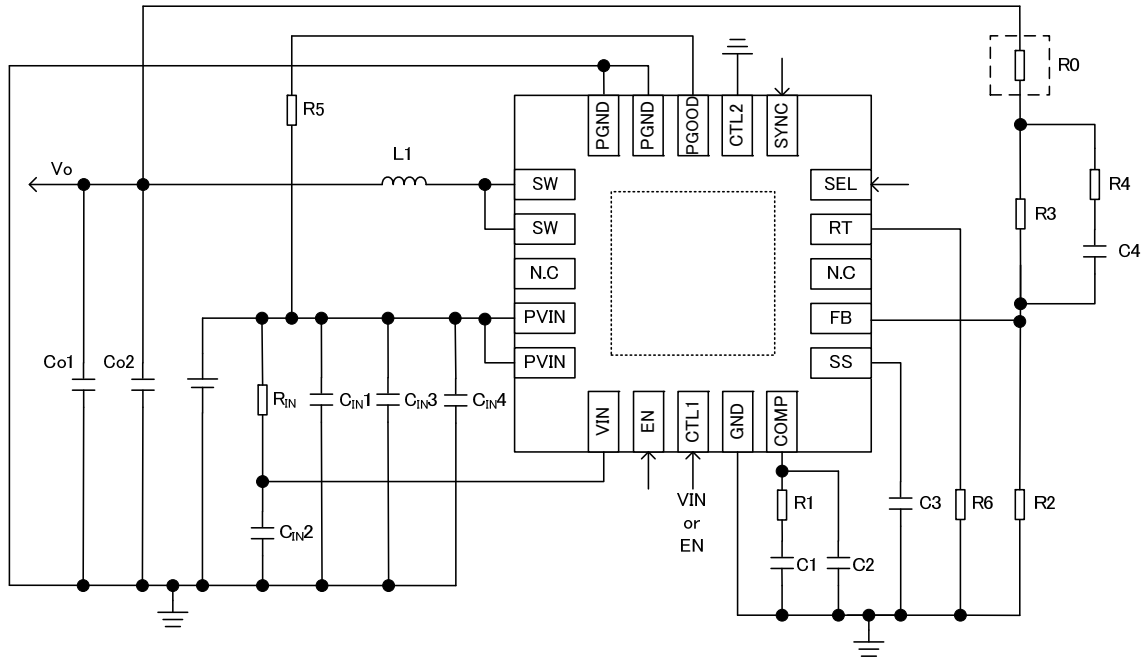 R0
R5
PGND
PGND
PGOOD
CTL2
SYNC
L1
Vo
SW
SEL
R4
SW
RT
R3
C4
N.C
N.C
PVIN
FB
PVIN
SS
Co1
Co2
RIN
CIN1
CIN3
CIN4
VIN
EN
CTL1
GND
COMP
CIN2
VIN
or
EN
R1
C3
R6
R2
C1
C2